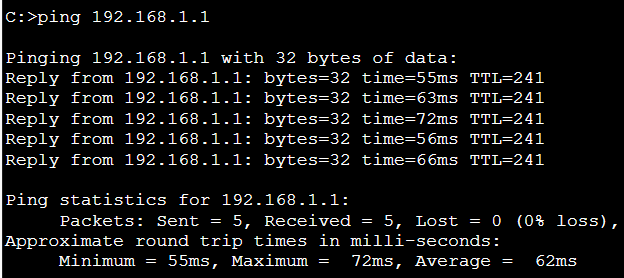 C:>ping 192.168.1.1
Pinging 192.168.1.1 with 32 bytes of data:
Reply from 192.168.1.1: bytes=32 time=55ms TTL=241
Reply from 192.168.1.1: bytes=32 time=63ms TTL=241
Reply from 192.168.1.1: bytes=32 time=72ms TTL=241
Reply from 192.168.1.1: bytes=32 time=56ms TTL=241
Reply from 192.168.1.1: bytes=32 time=66ms TTL=241
Ping statistics for 192.168.1.1:
Packets: Sent = 5, Received = 5, Lost = 0 (0% loss),
Approximate round trip times in milli-seconds:
Minimum = 55ms, Maximum =  72ms, Average =  62ms